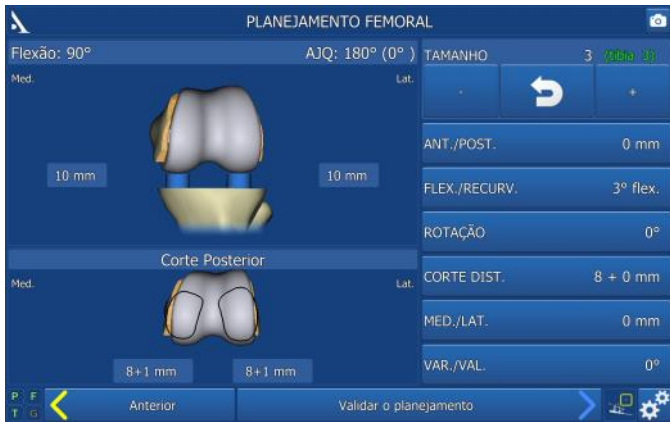 PLANEJAMENTO FEMORAL
Flexão: 90°
AJQ: 180° (0° )
Med.
Lat.
10 mm
10 mm
Corte Posterior
Med.
Lat.
8+1 mm
8+1 mm
TAMANHO 3 (tíbia 3)
- +
ANT./POST. 0 mm
FLEX./RECURV. 3° flex.
ROTAÇÃO 0°
CORTE DIST. 8 + 0 mm
MED./LAT. 0 mm
VAR./VAL. 0°
P F
T G
Anterior
Validar o planejamento